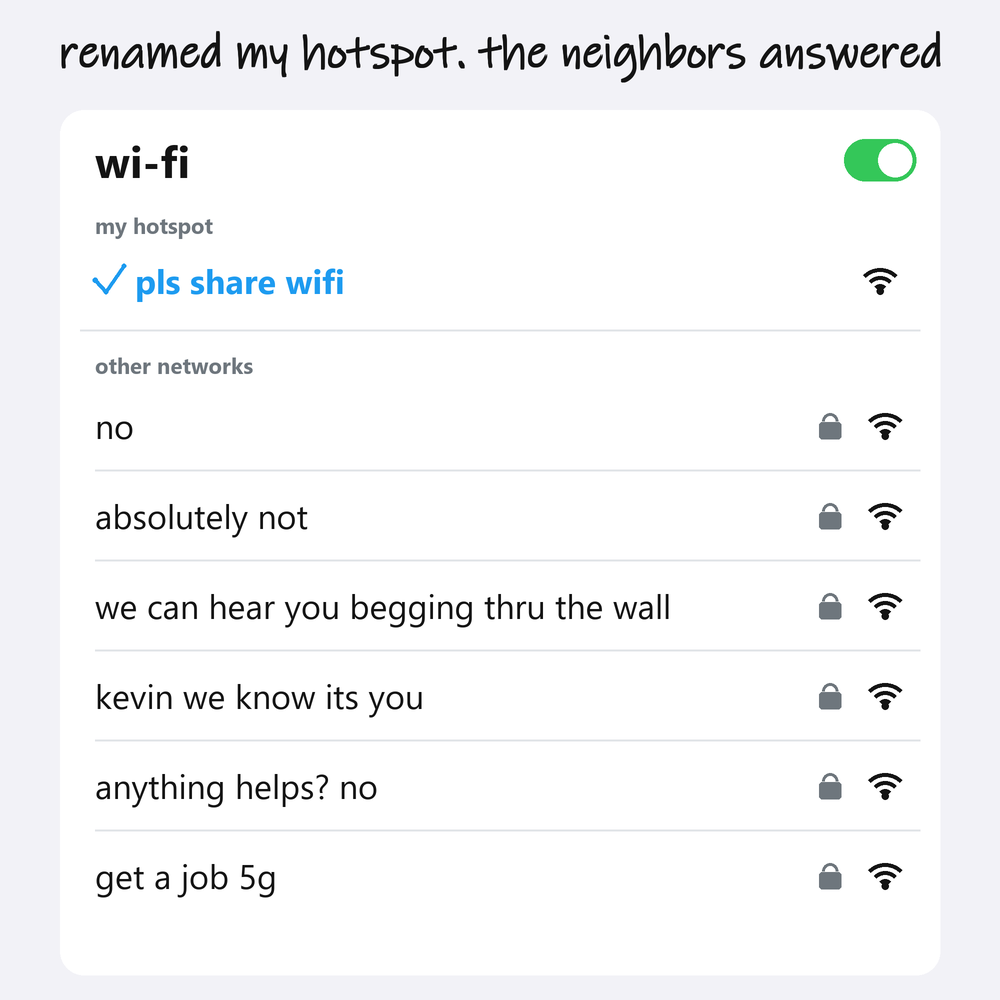 renamed my hotspot. the neighbors answered
wi-fi
my hotspot
pls share wifi
other networks
no
absolutely not
we can hear you begging thru the wall
kevin we know its you
anything helps? no
get a job 5g